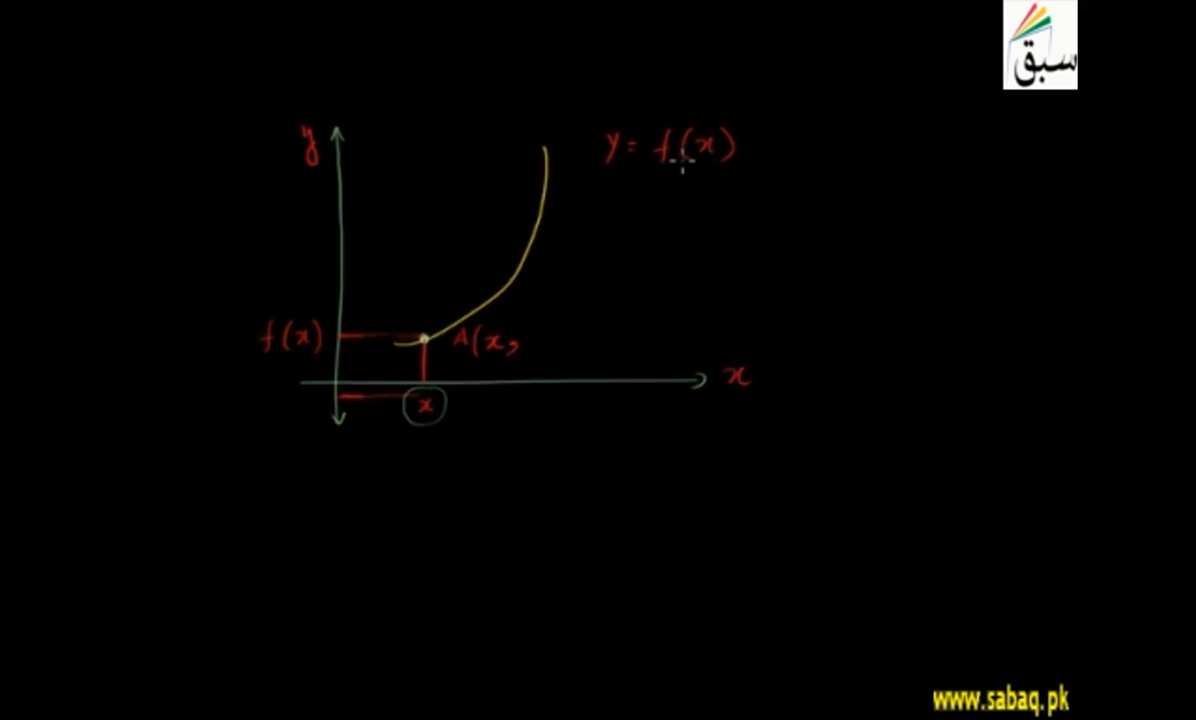 سبق
y
y = f(x)
f(x)
A(x,
x
x
www.sabaq.pk